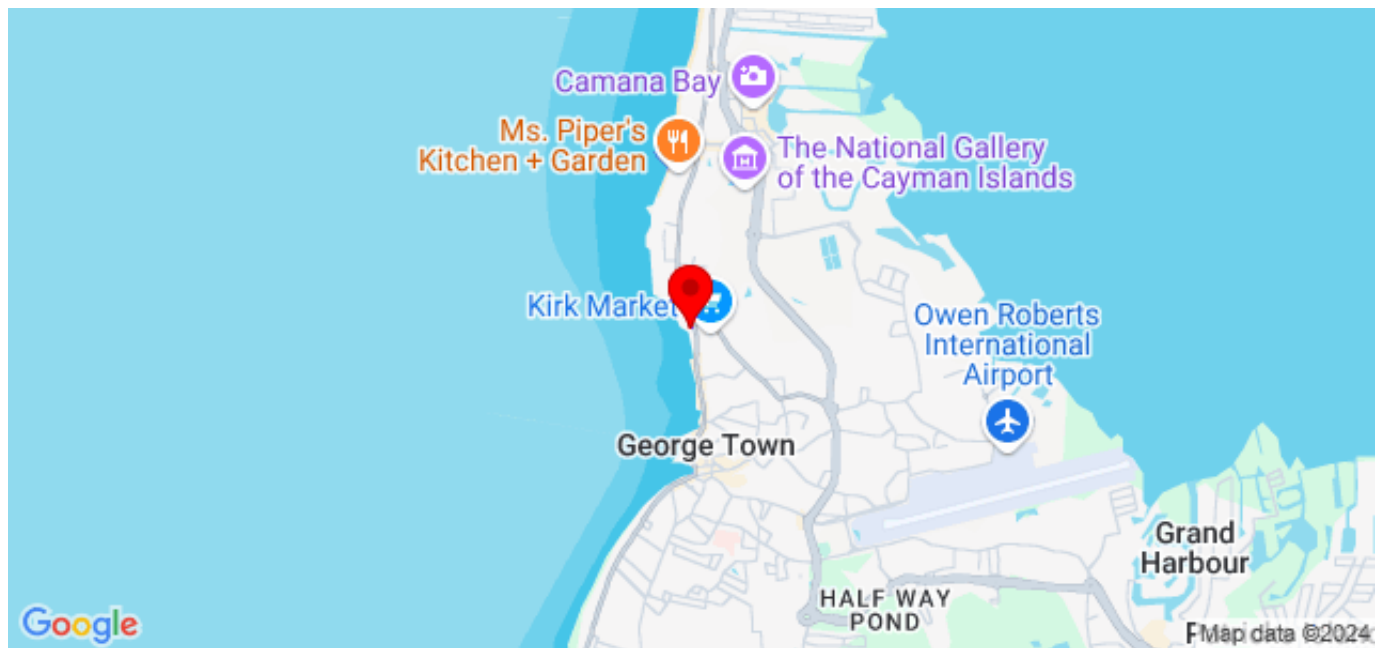 Camana Bay
Ms. Piper's
Kitchen + Garden
The National Gallery
of the Cayman Islands
Kirk Market
Owen Roberts
International
Airport
George Town
Grand
Harbour
HALF WAY
POND
Google
Map data ©2024